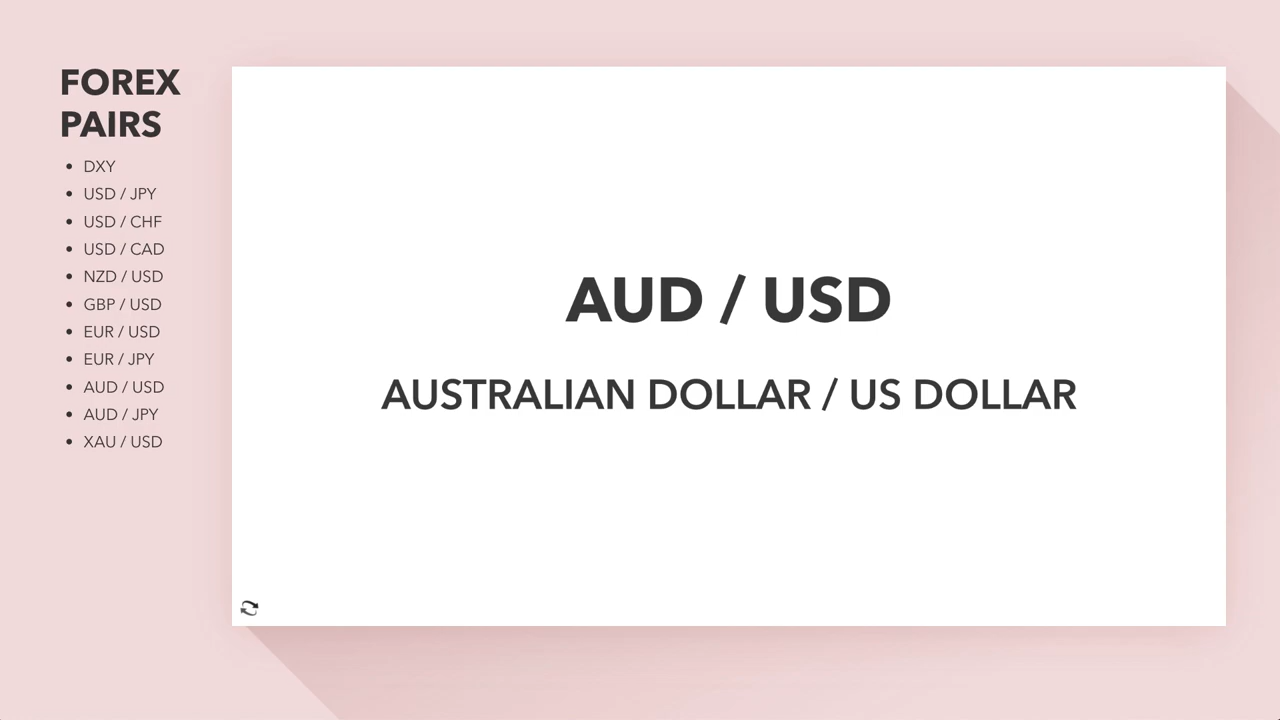 FOREX
PAIRS
• DXY
• USD / JPY
• USD / CHF
• USD / CAD
• NZD / USD
• GBP / USD
• EUR / USD
• EUR / JPY
• AUD / USD
• AUD / JPY
• XAU / USD
AUD / USD
AUSTRALIAN DOLLAR / US DOLLAR